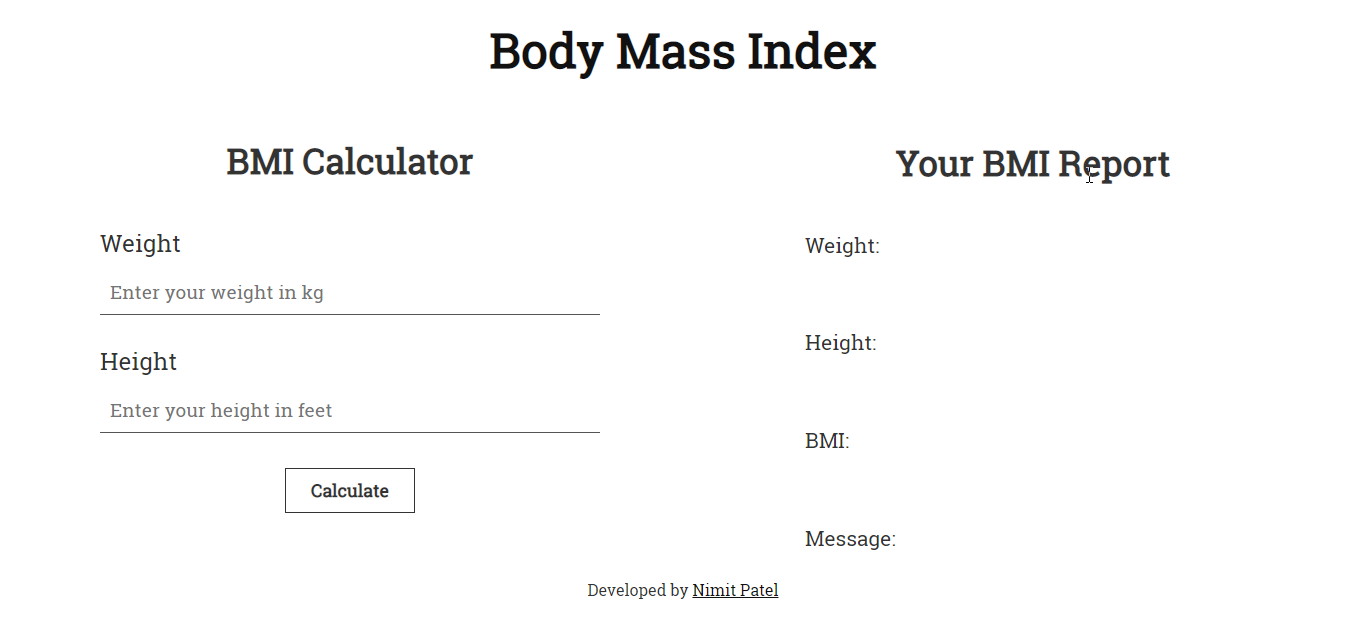 Body Mass Index
BMI Calculator
Weight
Enter your weight in kg
Height
Enter your height in feet
Calculate
Your BMI Report
Weight:
Height:
BMI:
Message:
Developed by Nimit Patel